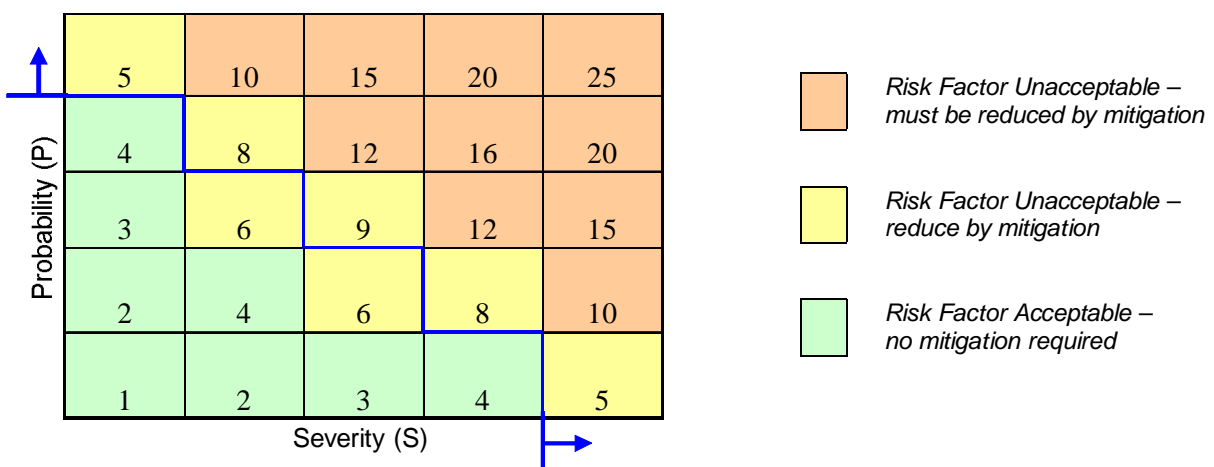 5 10 15 20 25
4 8 12 16 20
3 6 9 12 15
2 4 6 8 10
1 2 3 4 5
Probability (P)
Severity (S)
Risk Factor Unacceptable –
must be reduced by mitigation
Risk Factor Unacceptable –
reduce by mitigation
Risk Factor Acceptable –
no mitigation required